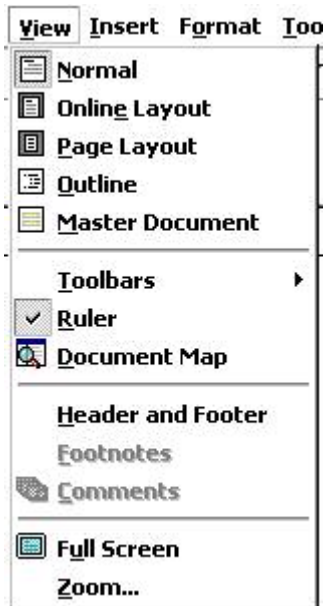 View Insert Format Too
Normal
Online Layout
Page Layout
Outline
Master Document
Toolbars
Ruler
Document Map
Header and Footer
Footnotes
Comments
Full Screen
Zoom...